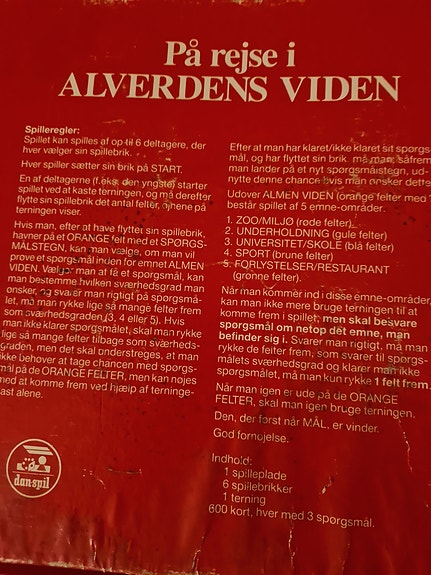 På rejse i
ALVERDENS VIDEN
Spilleregler:
Spillet kan spilles af op til 6 deltagere, der
hver vælger sin spillebrik.
Hver spiller sætter sin brik på START.
En af deltagerne (f.eks. den yngste) starter
spillet ved at kaste terningen, og må derefter
flytte sin spillebrik det antal felter, øjnene på
terningen viser.
Hvis man, efter at have flyttet sin spillebrik,
havner på et ORANGE felt med et SPØRGS-
MÅLSTEGN, kan man vælge, om man vil
prøve et spørgsmål inden for emnet ALMEN
VIDEN. Vælger man at få et spørgsmål, kan
man bestemme hvilken sværhedsgrad man
ønsker, og svarer man rigtigt på spørgsmå-
let, må man rykke lige så mange felter frem
som sværhedsgraden (3, 4 eller 5). Hvis
man ikke klarer spørgsmålet, skal man rykke
lige så mange felter tilbage som sværheds-
graden, men det skal understreges, at man
ikke behøver at tage chancen med spørgs-
mål på de ORANGE FELTER, men kan nøjes
med at komme frem ved hjælp af terninge-
kast alene.
danspil
Efter at man har klaret/ikke klaret sit spørgs-
mål, og har flyttet sin brik, må man, såfrem
man lander på et nyt spørgsmålstegn, ud-
nytte denne chance hvis man ønsker dette.
Udover ALMEN VIDEN (orange felter med ?
består spillet af 5 emne-områder.
1. ZOO/MILJØ (røde felter).
2. UNDERHOLDNING (gule felter)
3. UNIVERSITET/SKOLE (blå felter)
4. SPORT (brune felter)
5. FORLYSTELSER/RESTAURANT
(grønne felter).
Når man kommer ind i disse emne-områder,
kan man ikke mere bruge terningen til at
komme frem i spillet, men skal besvare
spørgsmål om netop det emne, man
befinder sig i. Svarer man rigtigt, må man
rykke de felter frem, som svarer til spørgs-
målets sværhedsgrad og klarer man ikke
spørgsmålet, må man kun rykke 1 felt frem.
Når man igen er ude på de ORANGE
FELTER, skal man igen bruge terningen.
Den, der først når MÅL, er vinder.
God fornøjelse.
Indhold:
1 spilleplade
6 spillebrikker
1 terning
600 kort, hver med 3 spørgsmål.